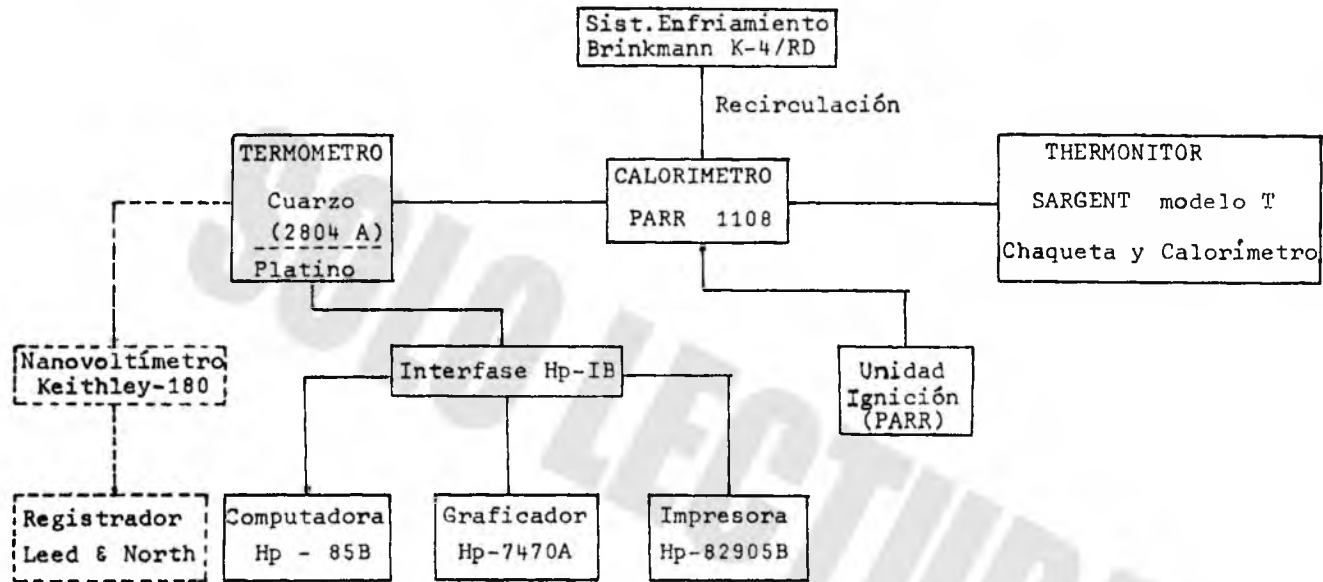 Sist.Enfriamiento
Brinkmann K-4/RD
Recirculación
TERMOMETRO
Cuarzo
(2804 A)
Platino
CALORIMETRO
PARR 1108
THERMONITOR
SARGENT modelo T
Chaqueta y Calorímetro
Nanovoltímetro
Keithley-180
Interfase Hp-IB
Unidad
Ignición
(PARR)
Registrador
Leed & North
Computadora
Hp - 85B
Graficador
Hp-7470A
Impresora
Hp-82905B
SOLO LECTUR